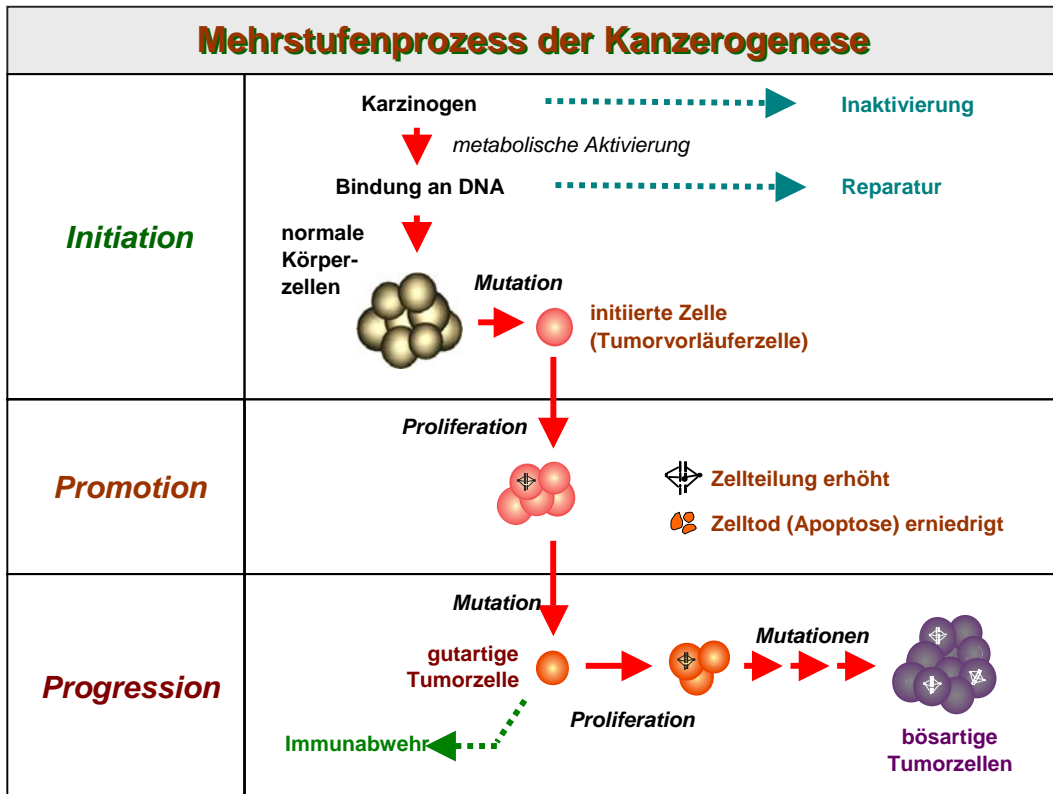 Mehrstufenprozess der Kanzerogenese
Initiation
Karzinogen
Inaktivierung
metabolische Aktivierung
Bindung an DNA
Reparatur
normale
Körper-
zellen
Mutation
initiierte Zelle
(Tumorvorläuferzelle)
Promotion
Proliferation
Zellteilung erhöht
Zelltod (Apoptose) erniedrigt
Progression
Mutation
gutartige
Tumorzelle
Proliferation
Mutationen
Immunabwehr
bösartige
Tumorzellen